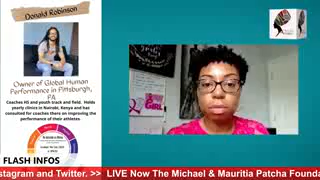 Donald Robinson
Owner of Global Human
Performance in Pittsburgh,
PA
Coaches HS and youth track and field. Holds
yearly clinics in Nairobi, Kenya and has
consulted for coaches there on improving the
performance of their athletes
FLASH INFOS
stagram and Twitter. >> LIVE Now The Michael & Mauritia Patcha Founda
GIRL